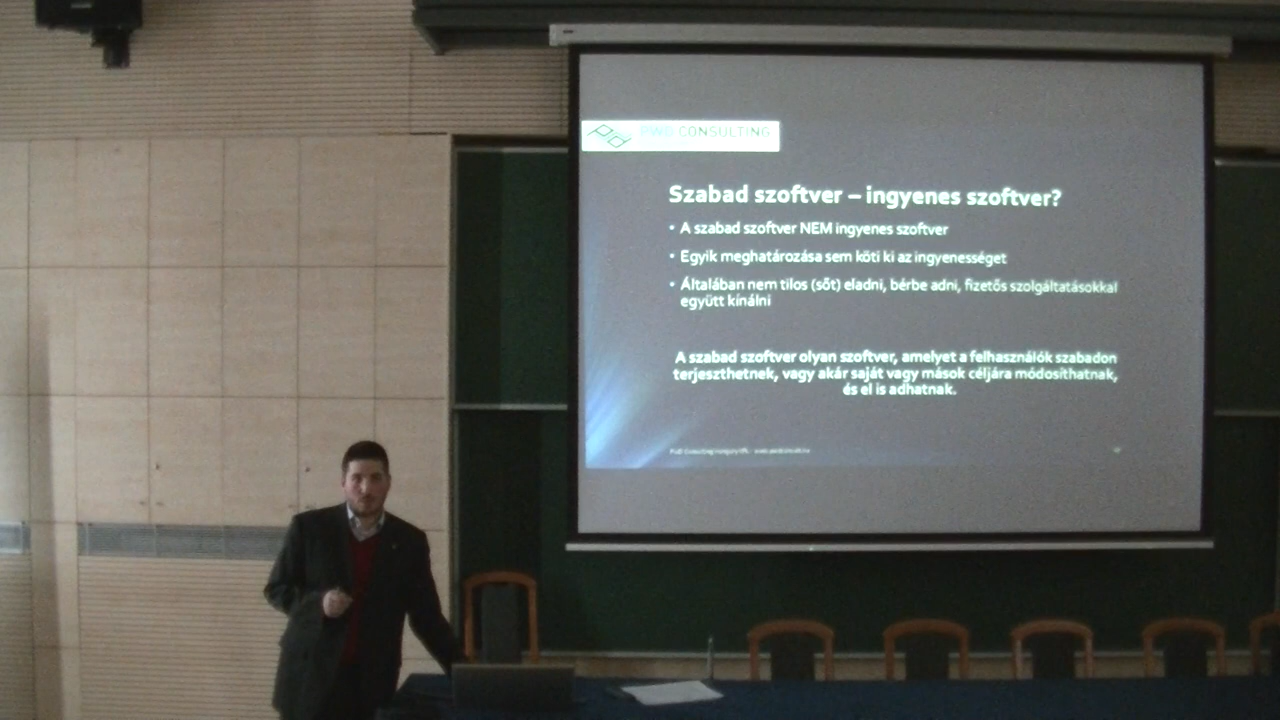 PWD CONSULTING
Szabad szoftver – ingyenes szoftver?
• A szabad szoftver NEM ingyenes szoftver
• Egyik meghatározása sem köti ki az ingyenességet
• Általában nem tilos (sőt) eladni, bérbe adni, fizetős szolgáltatásokkal
együtt kínálni
A szabad szoftver olyan szoftver, amelyet a felhasználók szabadon
terjeszthetnek, vagy akár saját vagy mások céljára módosíthatnak,
és el is adhatnak.